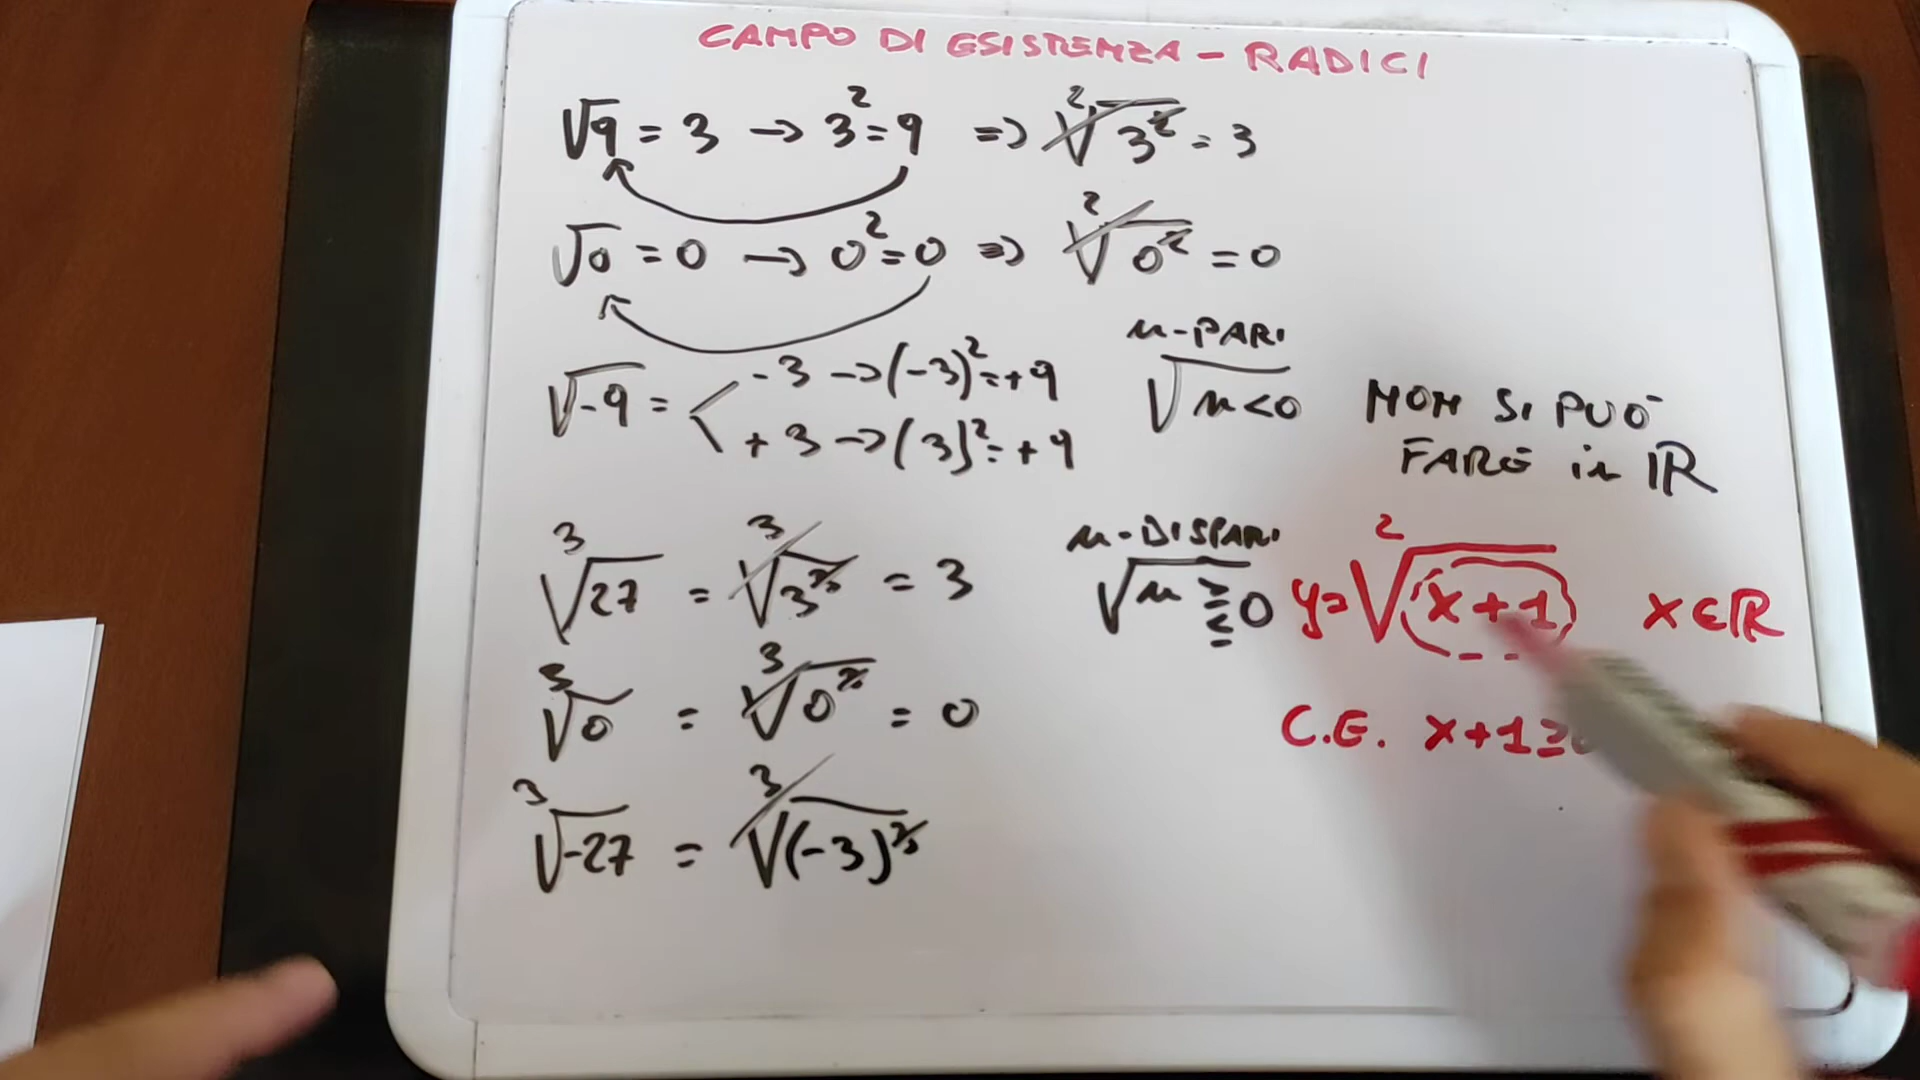 CAMPO DI ESISTENZA - RADICI
√9 = 3 → 3² = 9 ⇒ ²√3² = 3
√0 = 0 → 0² = 0 ⇒ ²√0² = 0
n-PARI
√-9 = < -3 → (-3)² = +9
+3 → (3)² = +9
√n<0 NON SI PUÒ
FARE in ℝ
³√27 = ³√3³ = 3
n-DISPARI
√n ≥≤ 0
y = ²√(x+1) x ∈ ℝ
³√0 = ³√0³ = 0
C.E. x+1≥0
³√-27 = ³√(-3)³